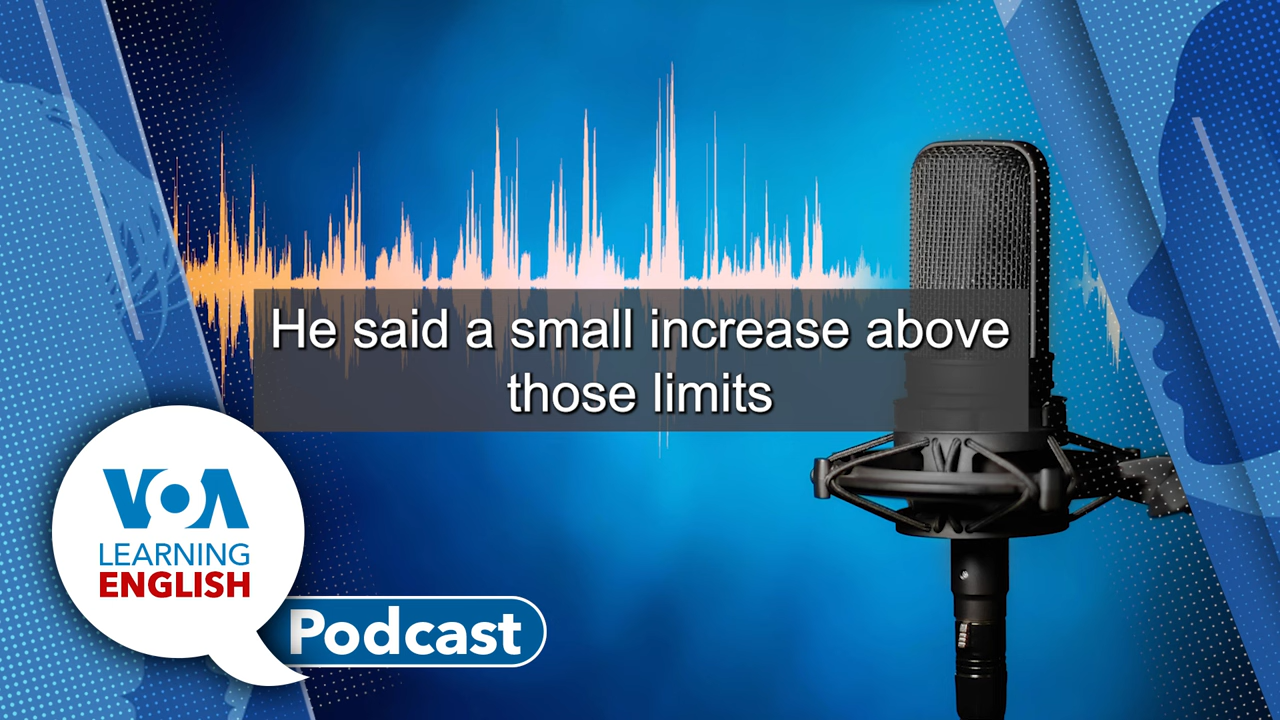 He said a small increase above
those limits
VOA
LEARNING
ENGLISH
Podcast